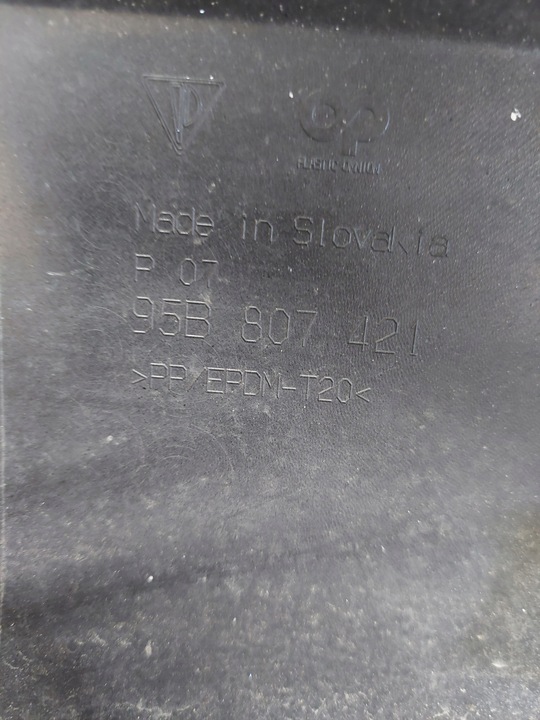 Made in Slovakia
P 07
95B 807 421
>PP/EPDM-T20<